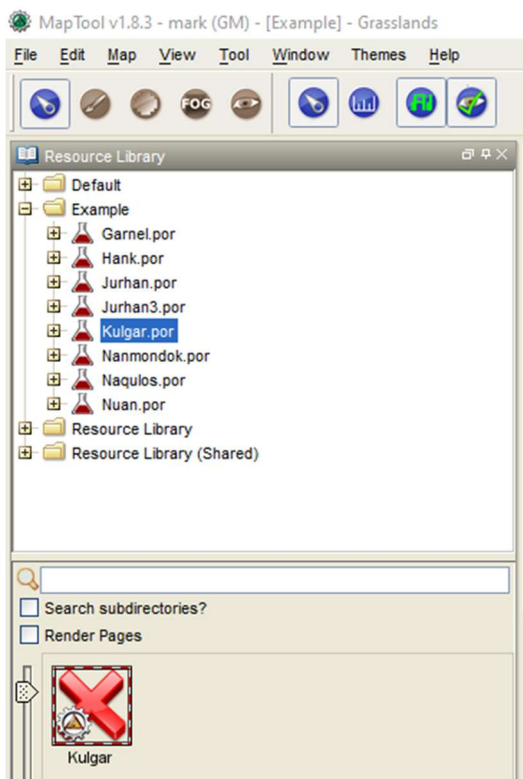 MapTool v1.8.3 - mark (GM) - [Example] - Grasslands
File Edit Map View Tool Window Themes Help
FOG
Resource Library
Default
Example
Garnel.por
Hank.por
Jurhan.por
Jurhan3.por
Kulgar.por
Nanmondok.por
Naqulos.por
Nuan.por
Resource Library
Resource Library (Shared)
Search subdirectories?
Render Pages
Kulgar